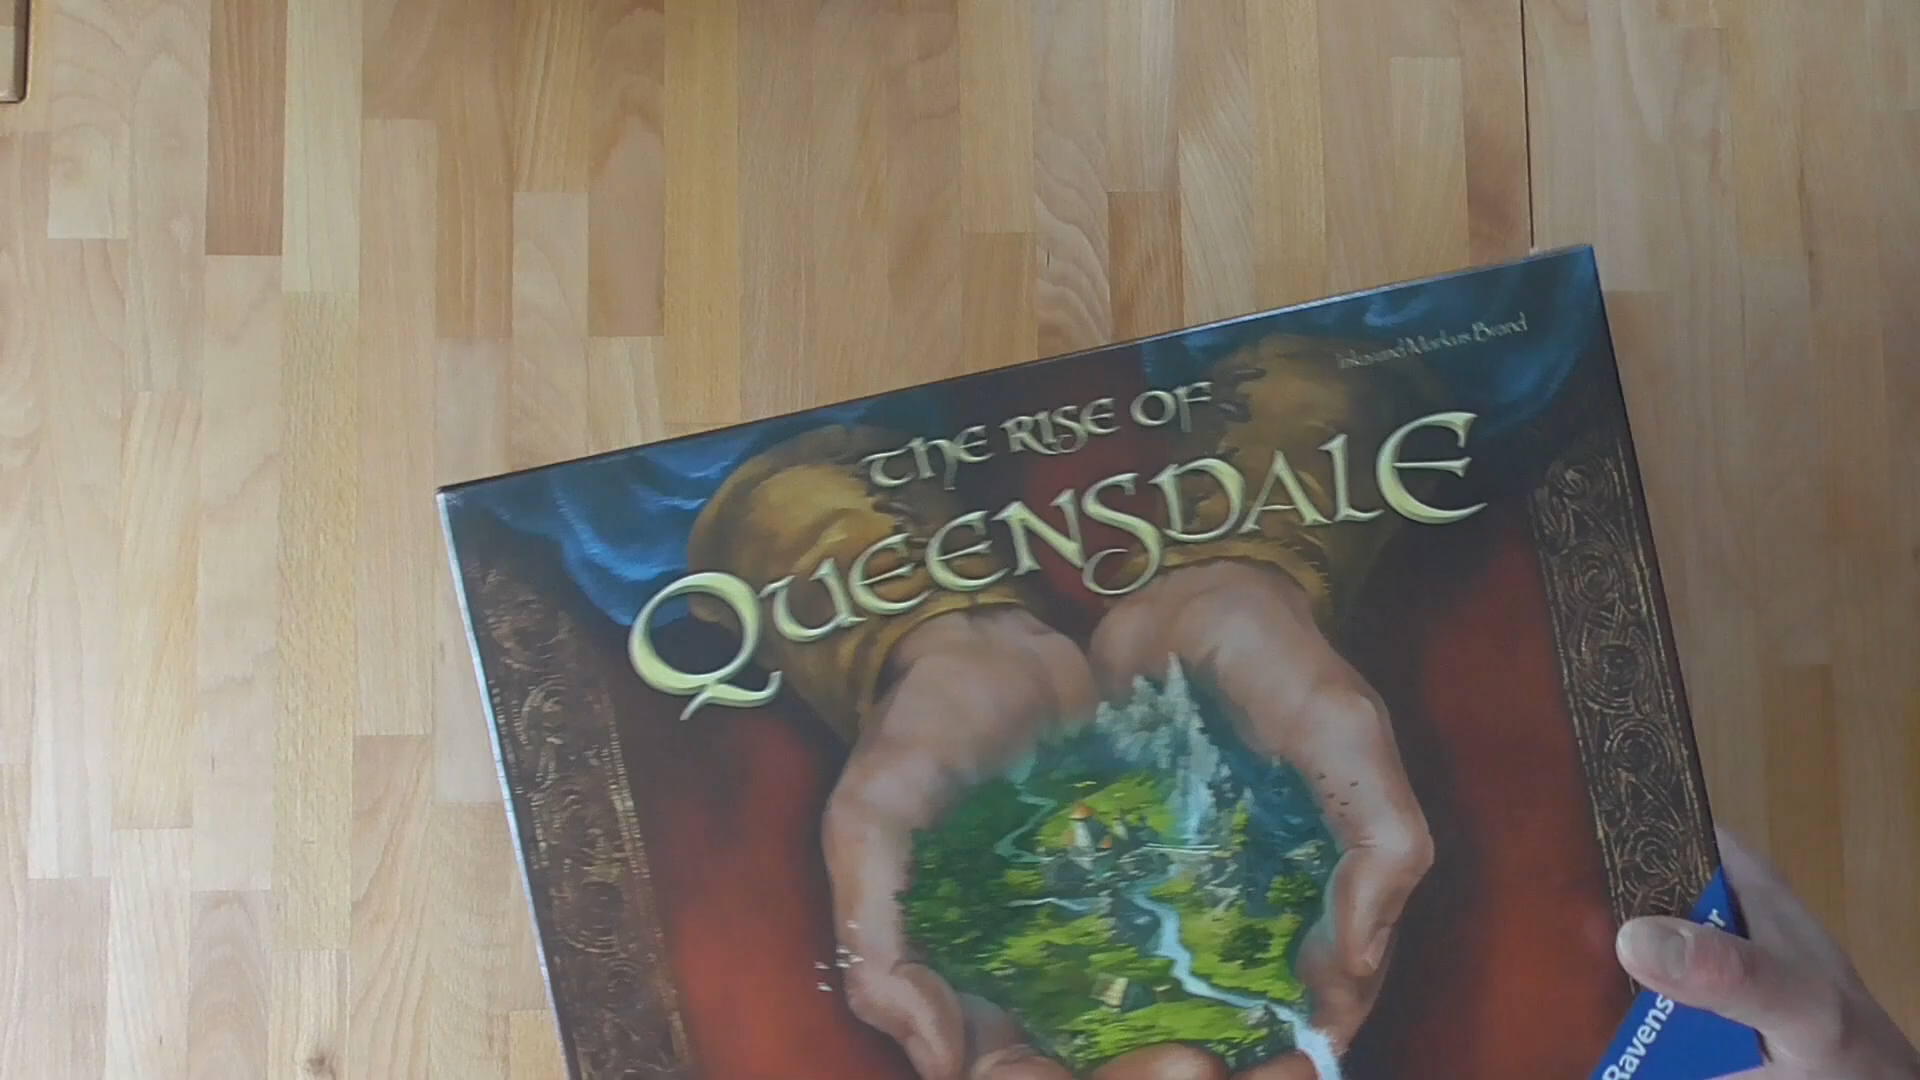 Inka und Markus Brand
THE RISE OF
QUEENSDALE
Ravens
r